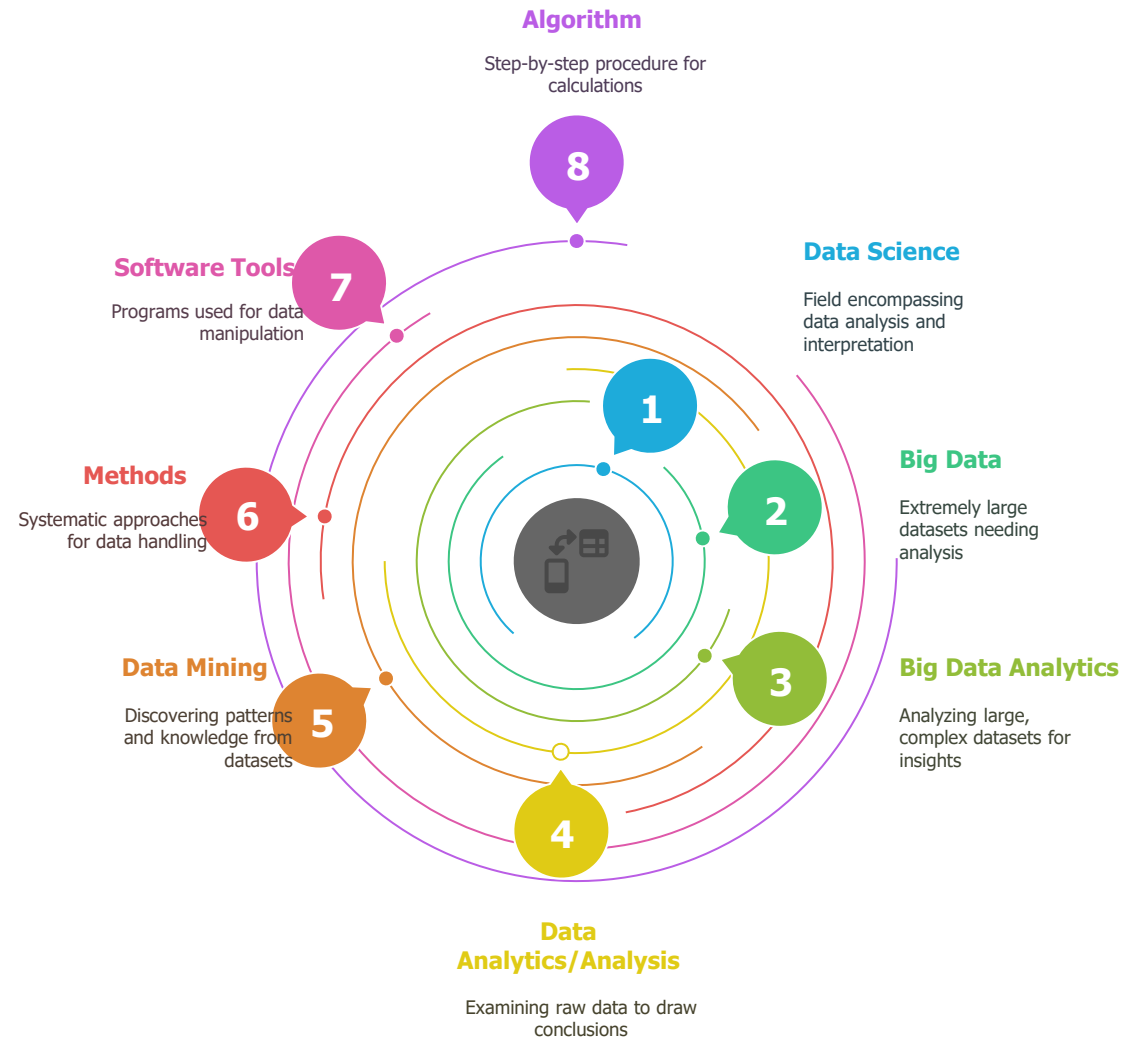 Algorithm
Step-by-step procedure for
calculations
8
Software Tools
Programs used for data
manipulation
7
Data Science
Field encompassing
data analysis and
interpretation
1
Methods
Systematic approaches
for data handling
6
Big Data
Extremely large
datasets needing
analysis
2
Data Mining
Discovering patterns
and knowledge from
datasets
5
Big Data Analytics
Analyzing large,
complex datasets for
insights
3
4
Data
Analytics/Analysis
Examining raw data to draw
conclusions